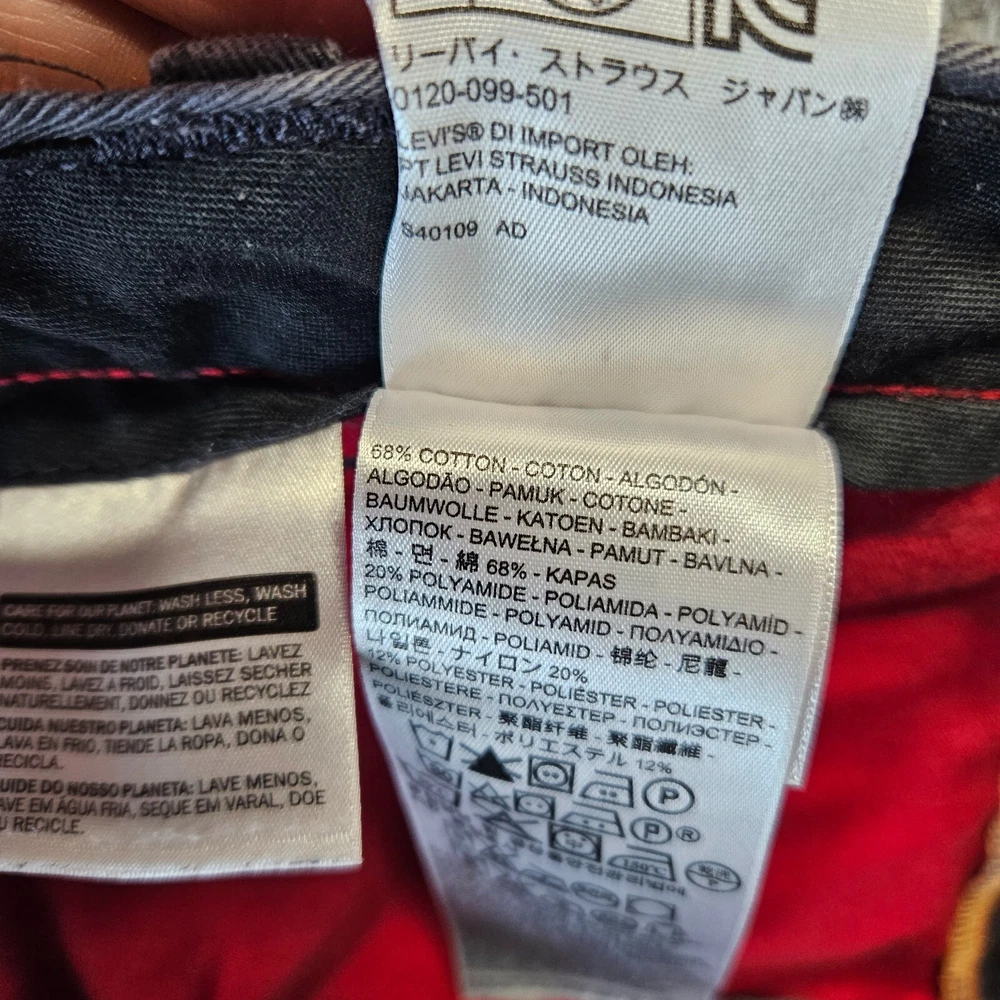 リーバイ・ストラウス ジャパン㈱
0120-099-501
LEVI'S® DI IMPORT OLEH:
PT LEVI STRAUSS INDONESIA
JAKARTA - INDONESIA
S40109 AD
68% COTTON - COTON - ALGODÓN -
ALGODÃO - PAMUK - COTONE -
BAUMWOLLE - KATOEN - BAMBAKI -
ХЛОПОК - BAWEŁNA - PAMUT - BAVLNA -
棉 - 면 - 綿 68% - KAPAS
20% POLYAMIDE - POLIAMIDA - POLYAMÍD -
POLIAMMIDE - POLYAMID - ΠΟΛΥΑΜΙΔΙΟ -
ПОЛИАМИД - POLIAMID - 锦纶 - 尼龍 -
나일론 - ナイロン 20%
12% POLYESTER - POLIÉSTER - POLIESTER -
POLIESTERE - ΠΟΛΥΕΣΤΕΡ - ПОЛИЭСТЕР -
POLIÉSZTER - 聚酯纤维 - 聚酯纖維 -
폴리에스터 - ポリエステル 12%
P
P ®
150°C
CARE FOR OUR PLANET: WASH LESS, WASH
COLD, LINE DRY, DONATE OR RECYCLE
PRENEZ SOIN DE NOTRE PLANETE: LAVEZ
MOINS, LAVEZ A FROID, LAISSEZ SECHER
NATURELLEMENT, DONNEZ OU RECYCLEZ
CUIDA NUESTRO PLANETA: LAVA MENOS,
LAVA EN FRIO, TIENDE LA ROPA, DONA O
RECICLA.
UIDE DO NOSSO PLANETA: LAVE MENOS,
AVE EM ÁGUA FRIA, SEQUE EM VARAL, DOE
U RECICLE.